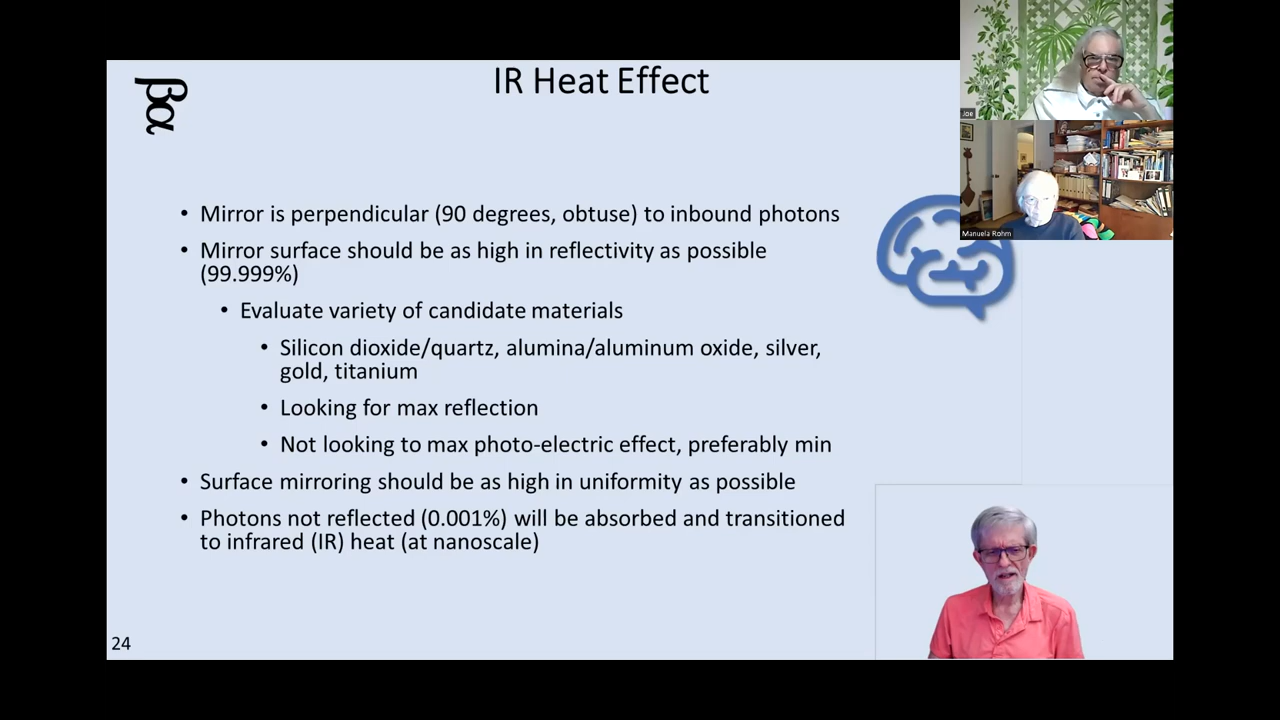 βα
IR Heat Effect
Joe
Manuela Rohm
• Mirror is perpendicular (90 degrees, obtuse) to inbound photons
• Mirror surface should be as high in reflectivity as possible
(99.999%)
• Evaluate variety of candidate materials
• Silicon dioxide/quartz, alumina/aluminum oxide, silver,
gold, titanium
• Looking for max reflection
• Not looking to max photo-electric effect, preferably min
• Surface mirroring should be as high in uniformity as possible
• Photons not reflected (0.001%) will be absorbed and transitioned
to infrared (IR) heat (at nanoscale)
24